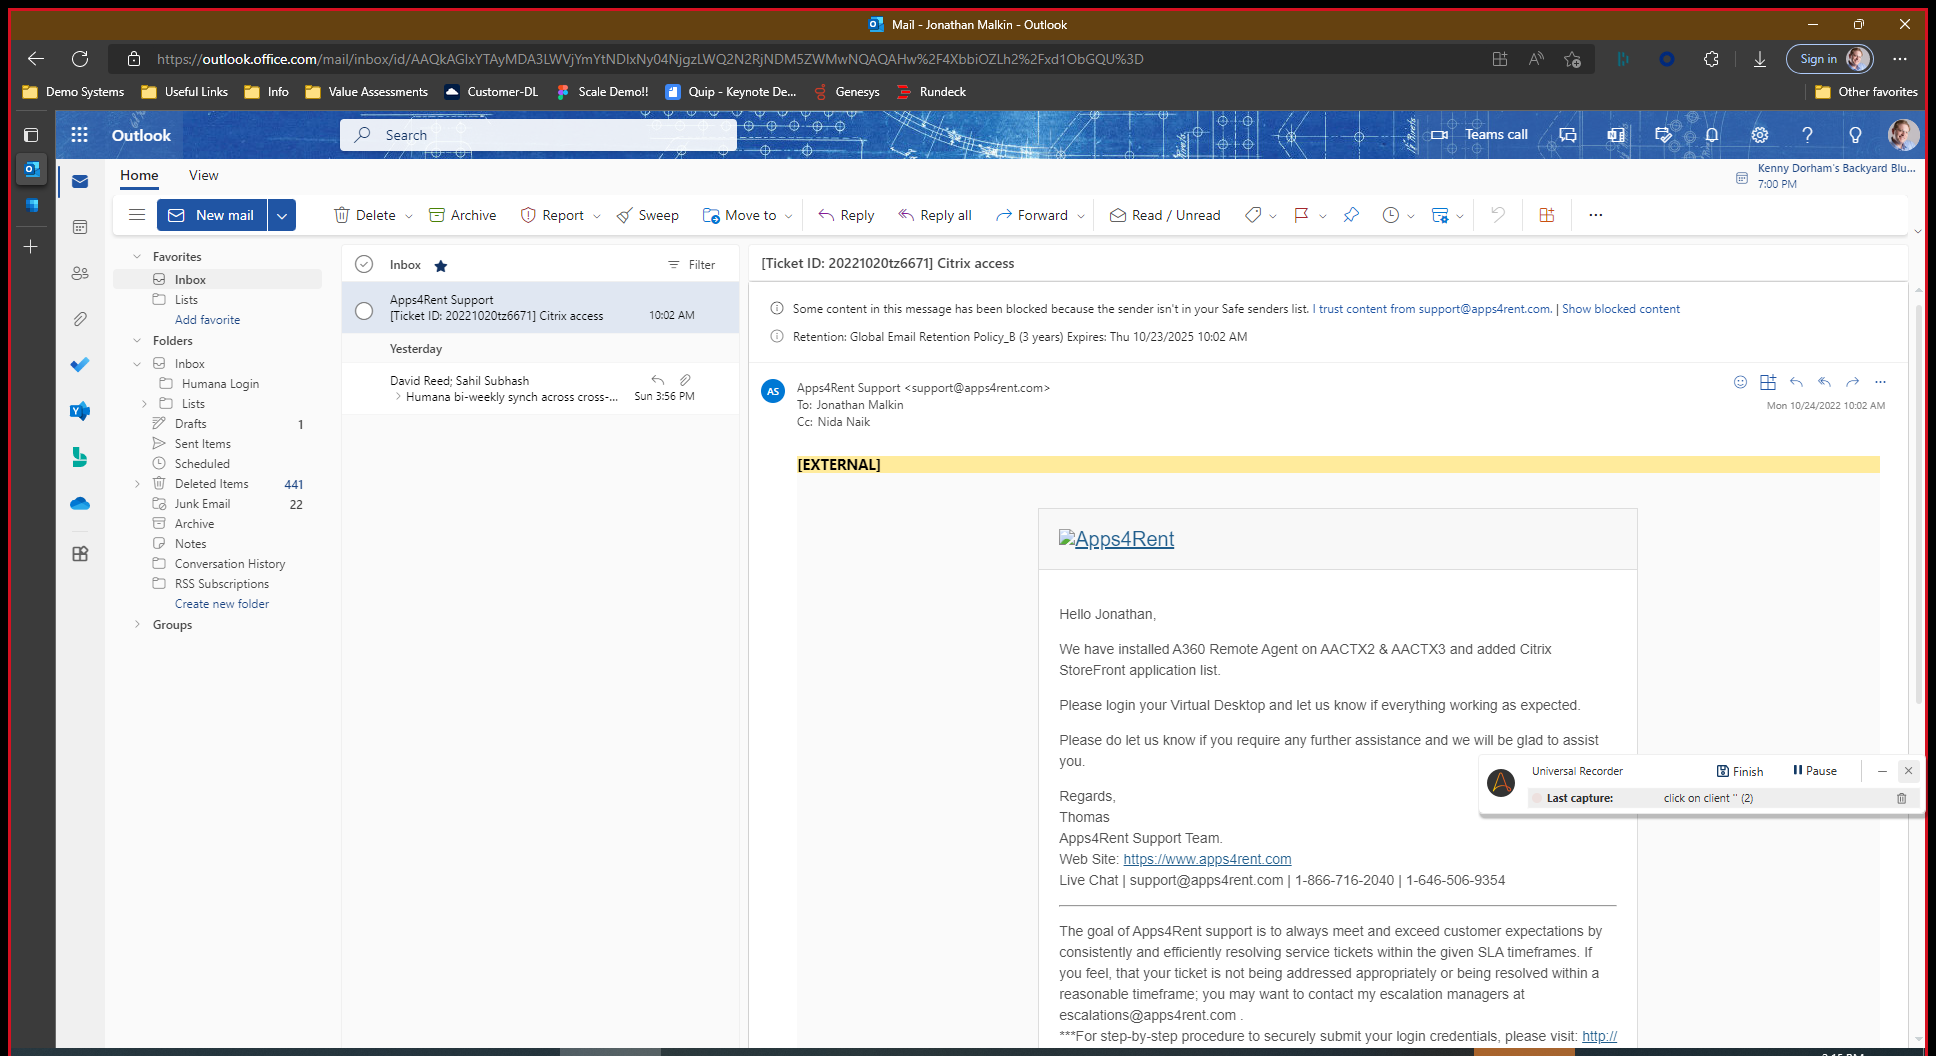 Mail - Jonathan Malkin - Outlook
https://outlook.office.com/mail/inbox/id/AAQkAGIxYTAyMDA3LWVjYmYtNDIxNy04NjgzLWQ2N2RjNDM5ZWMwNQAQAHw%2F4XbbiOZLh2%2Fxd1ObGQU%3D
Sign in
Demo Systems Useful Links Info Value Assessments Customer-DL Scale Demo!! Quip - Keynote De... Genesys Rundeck Other favorites
Outlook Search Teams call
Home View
Kenny Dorham's Backyard Blu...
7:00 PM
New mail Delete Archive Report Sweep Move to Reply Reply all Forward Read / Unread
Favorites
Inbox
Lists
Add favorite
Folders
Inbox
Humana Login
Lists
Drafts 1
Sent Items
Scheduled
Deleted Items 441
Junk Email 22
Archive
Notes
Conversation History
RSS Subscriptions
Create new folder
Groups
Inbox Filter
Apps4Rent Support
[Ticket ID: 20221020tz6671] Citrix access 10:02 AM
Yesterday
David Reed; Sahil Subhash
Humana bi-weekly synch across cross-... Sun 3:56 PM
[Ticket ID: 20221020tz6671] Citrix access
Some content in this message has been blocked because the sender isn't in your Safe senders list. I trust content from support@apps4rent.com. | Show blocked content
Retention: Global Email Retention Policy_B (3 years) Expires: Thu 10/23/2025 10:02 AM
AS
Apps4Rent Support <support@apps4rent.com>
To: Jonathan Malkin
Cc: Nida Naik
Mon 10/24/2022 10:02 AM
[EXTERNAL]
Apps4Rent
Hello Jonathan,
We have installed A360 Remote Agent on AACTX2 & AACTX3 and added Citrix
StoreFront application list.
Please login your Virtual Desktop and let us know if everything working as expected.
Please do let us know if you require any further assistance and we will be glad to assist
you.
Regards,
Thomas
Apps4Rent Support Team.
Web Site: https://www.apps4rent.com
Live Chat | support@apps4rent.com | 1-866-716-2040 | 1-646-506-9354
The goal of Apps4Rent support is to always meet and exceed customer expectations by
consistently and efficiently resolving service tickets within the given SLA timeframes. If
you feel, that your ticket is not being addressed appropriately or being resolved within a
reasonable timeframe; you may want to contact my escalation managers at
escalations@apps4rent.com .
***For step-by-step procedure to securely submit your login credentials, please visit: http://
Universal Recorder Finish Pause
Last capture: click on client '' (2)